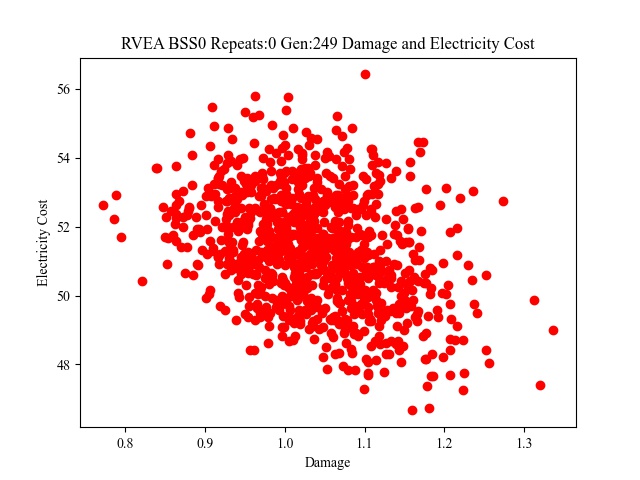 RVEA BSS0 Repeats:0 Gen:249 Damage and Electricity Cost
56
54
52
50
48
Electricity Cost
0.8 0.9 1.0 1.1 1.2 1.3
Damage